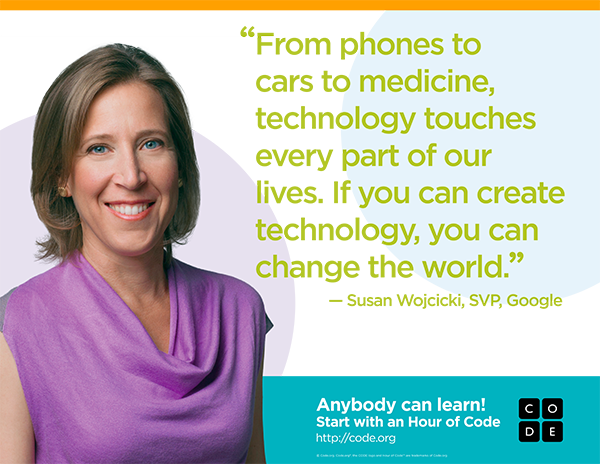 “From phones to
cars to medicine,
technology touches
every part of our
lives. If you can create
technology, you can
change the world.”
— Susan Wojcicki, SVP, Google
Anybody can learn!
Start with an Hour of Code
http://code.org
C O
D E